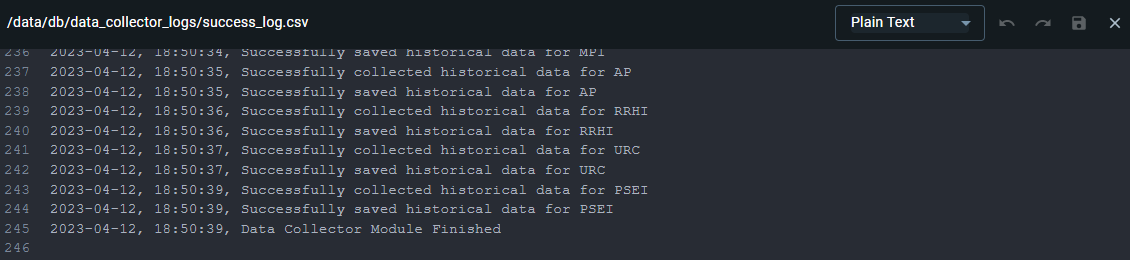 /data/db/data_collector_logs/success_log.csv
Plain Text
236 2023-04-12, 18:50:34, Successfully saved historical data for MPI
237 2023-04-12, 18:50:35, Successfully collected historical data for AP
238 2023-04-12, 18:50:35, Successfully saved historical data for AP
239 2023-04-12, 18:50:36, Successfully collected historical data for RRHI
240 2023-04-12, 18:50:36, Successfully saved historical data for RRHI
241 2023-04-12, 18:50:37, Successfully collected historical data for URC
242 2023-04-12, 18:50:37, Successfully saved historical data for URC
243 2023-04-12, 18:50:39, Successfully collected historical data for PSEI
244 2023-04-12, 18:50:39, Successfully saved historical data for PSEI
245 2023-04-12, 18:50:39, Data Collector Module Finished
246